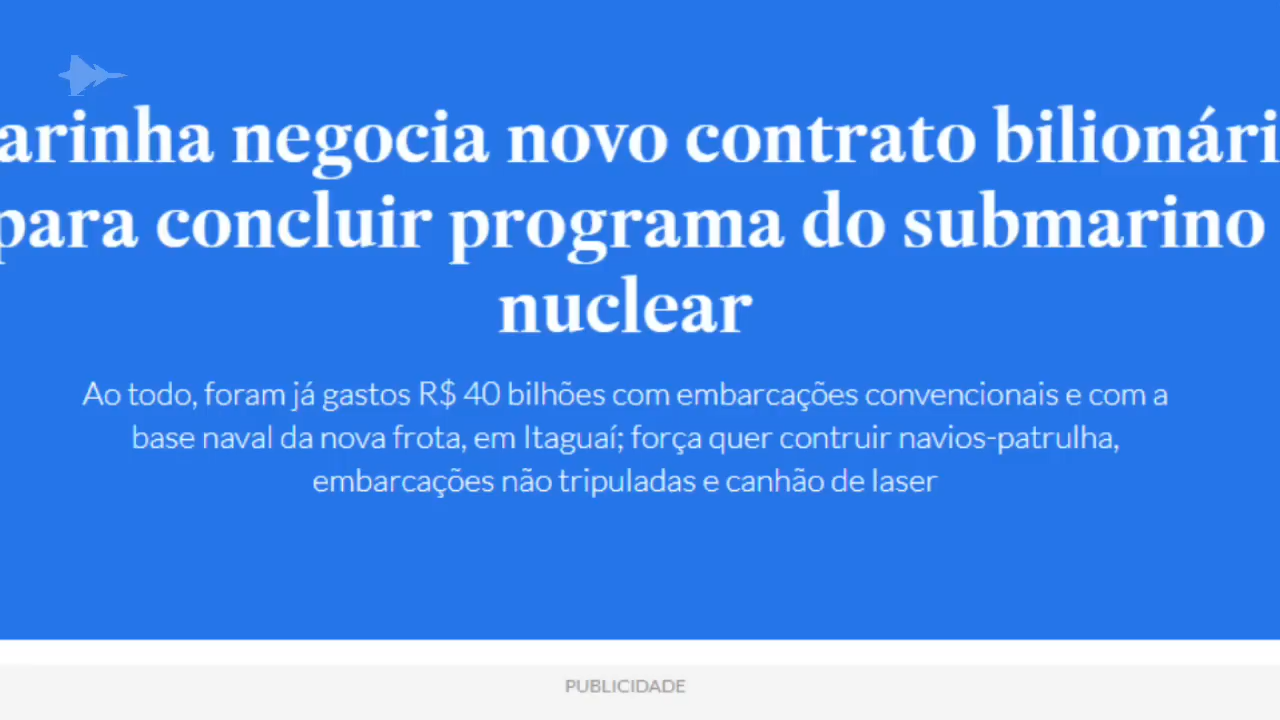 arinha negocia novo contrato bilionári
para concluir programa do submarino
nuclear
Ao todo, foram já gastos R$ 40 bilhões com embarcações convencionais e com a
base naval da nova frota, em Itaguaí; força quer contruir navios-patrulha,
embarcações não tripuladas e canhão de laser
PUBLICIDADE